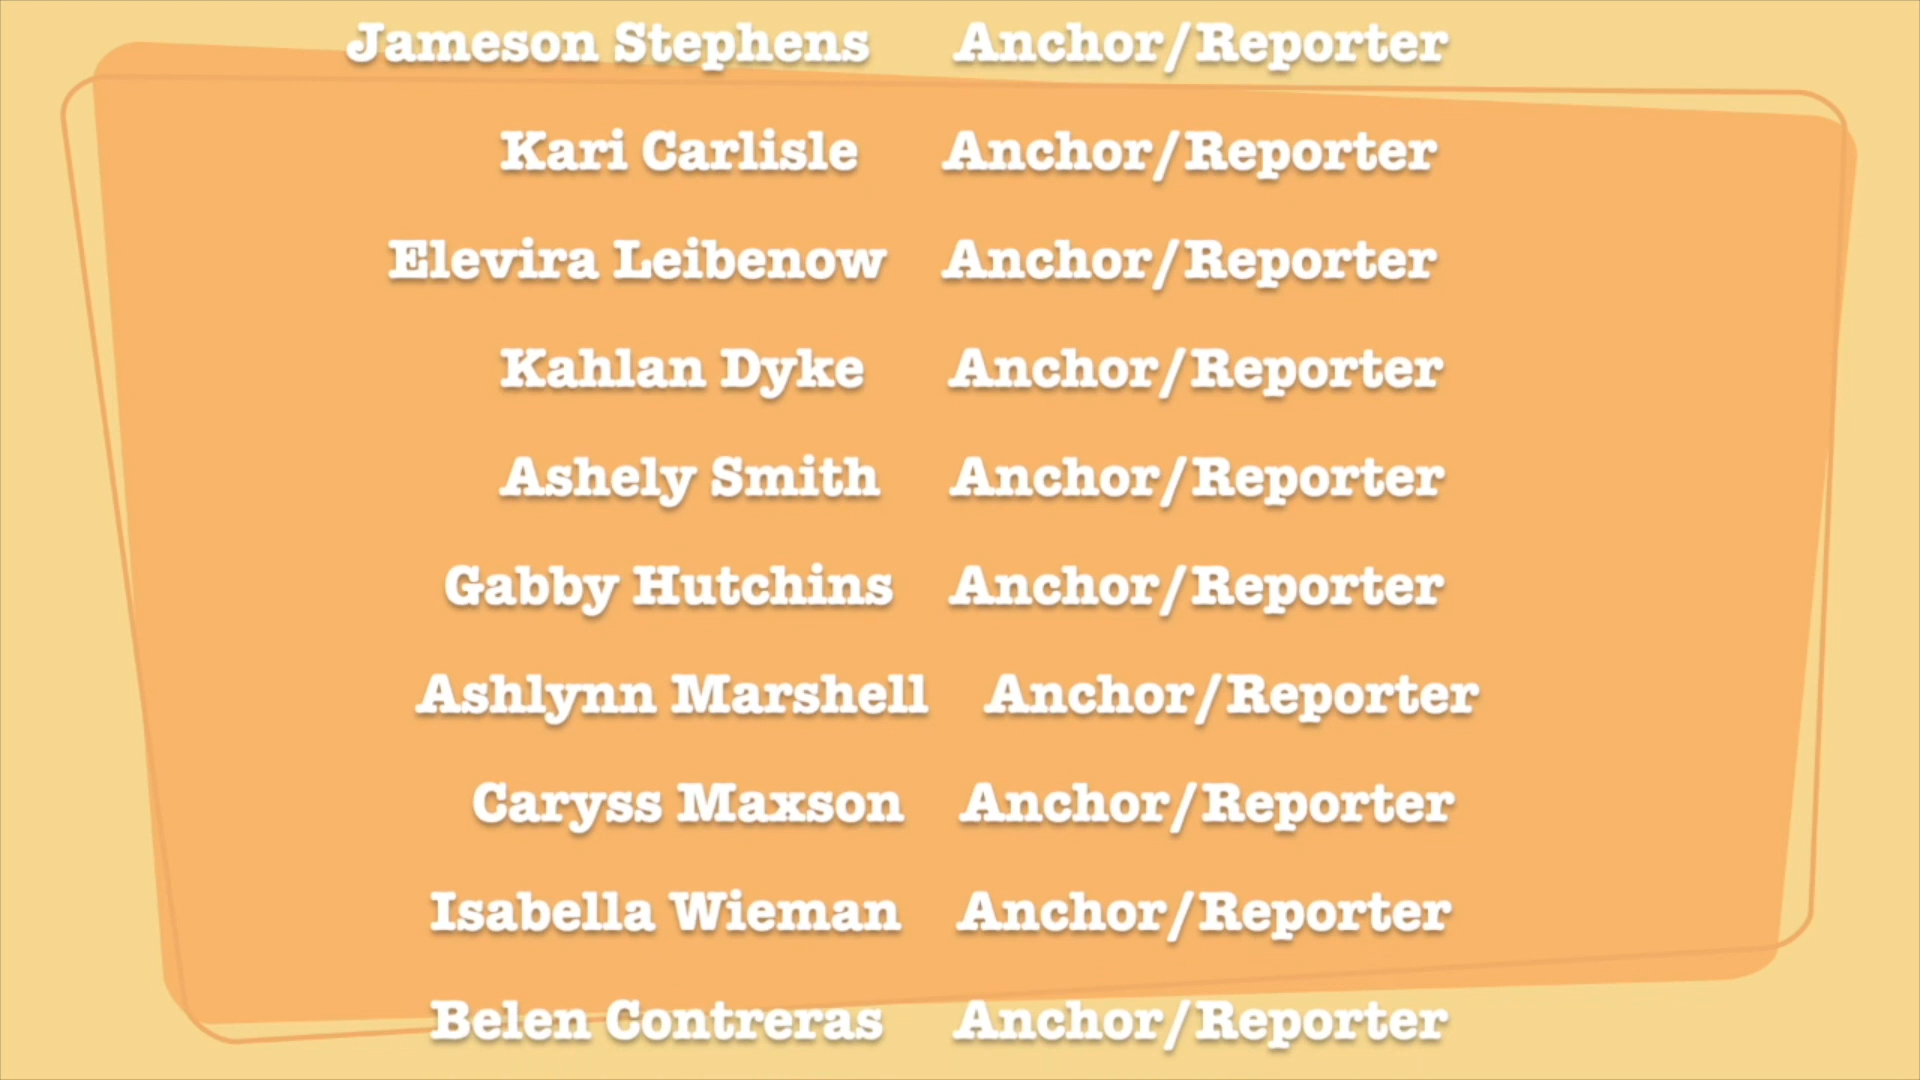 Jameson Stephens Anchor/Reporter
Kari Carlisle Anchor/Reporter
Elevira Leibenow Anchor/Reporter
Kahlan Dyke Anchor/Reporter
Ashely Smith Anchor/Reporter
Gabby Hutchins Anchor/Reporter
Ashlynn Marshell Anchor/Reporter
Caryss Maxson Anchor/Reporter
Isabella Wieman Anchor/Reporter
Belen Contreras Anchor/Reporter